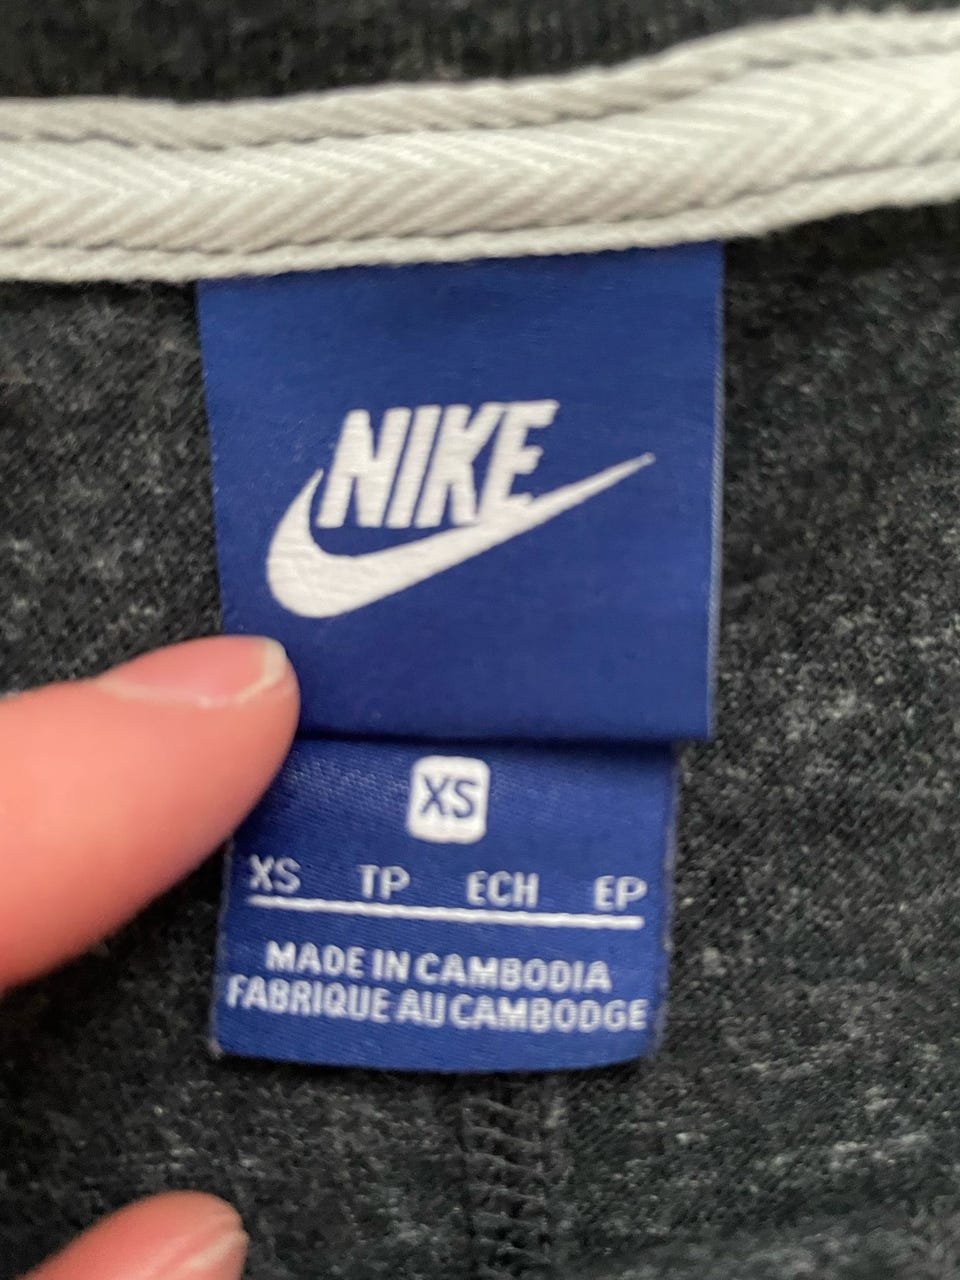 NIKE
XS
XS TP ECH EP
MADE IN CAMBODIA
FABRIQUE AU CAMBODGE